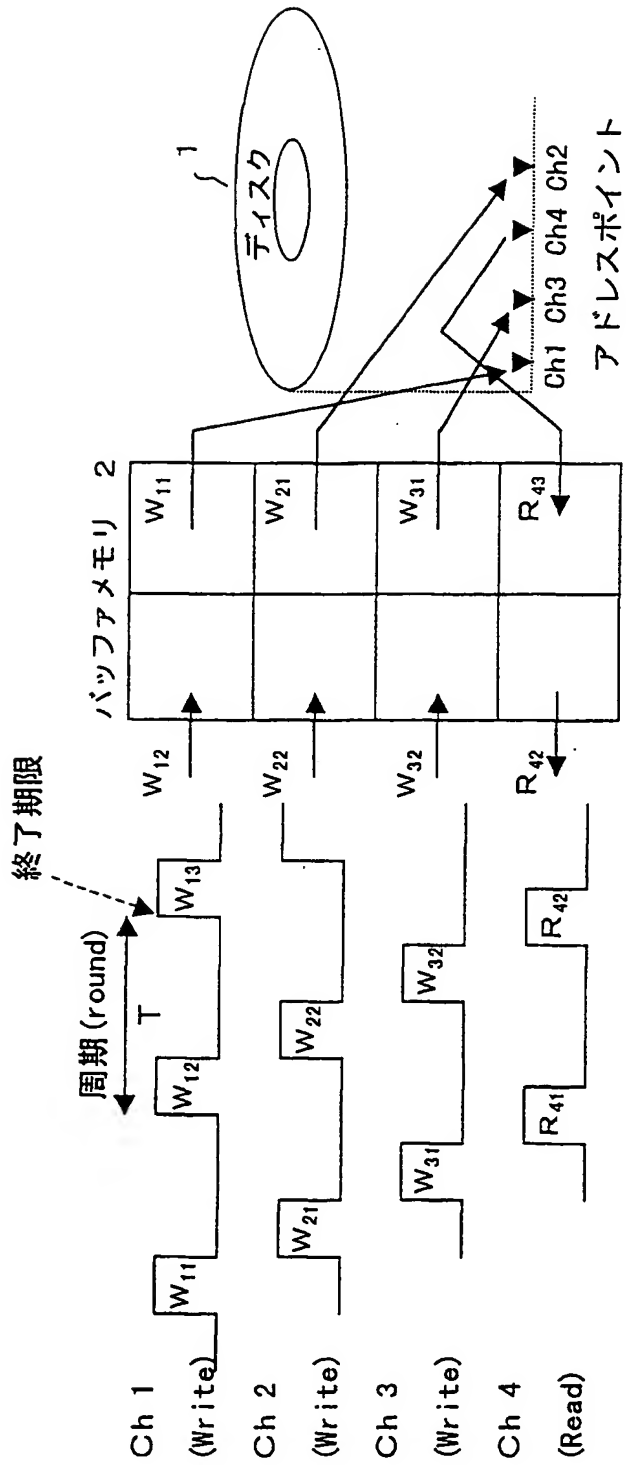 Ch 1
(Write)
W11
W12
W13
周期(round)
T
終了期限
Ch 2
(Write)
W21
W22
Ch 3
(Write)
W31
W32
Ch 4
(Read)
R41
R42
バッファメモリ 2
W12
W11
W22
W21
W32
W31
R42
R43
ディスク
1
Ch1 Ch3 Ch4 Ch2
アドレスポイント